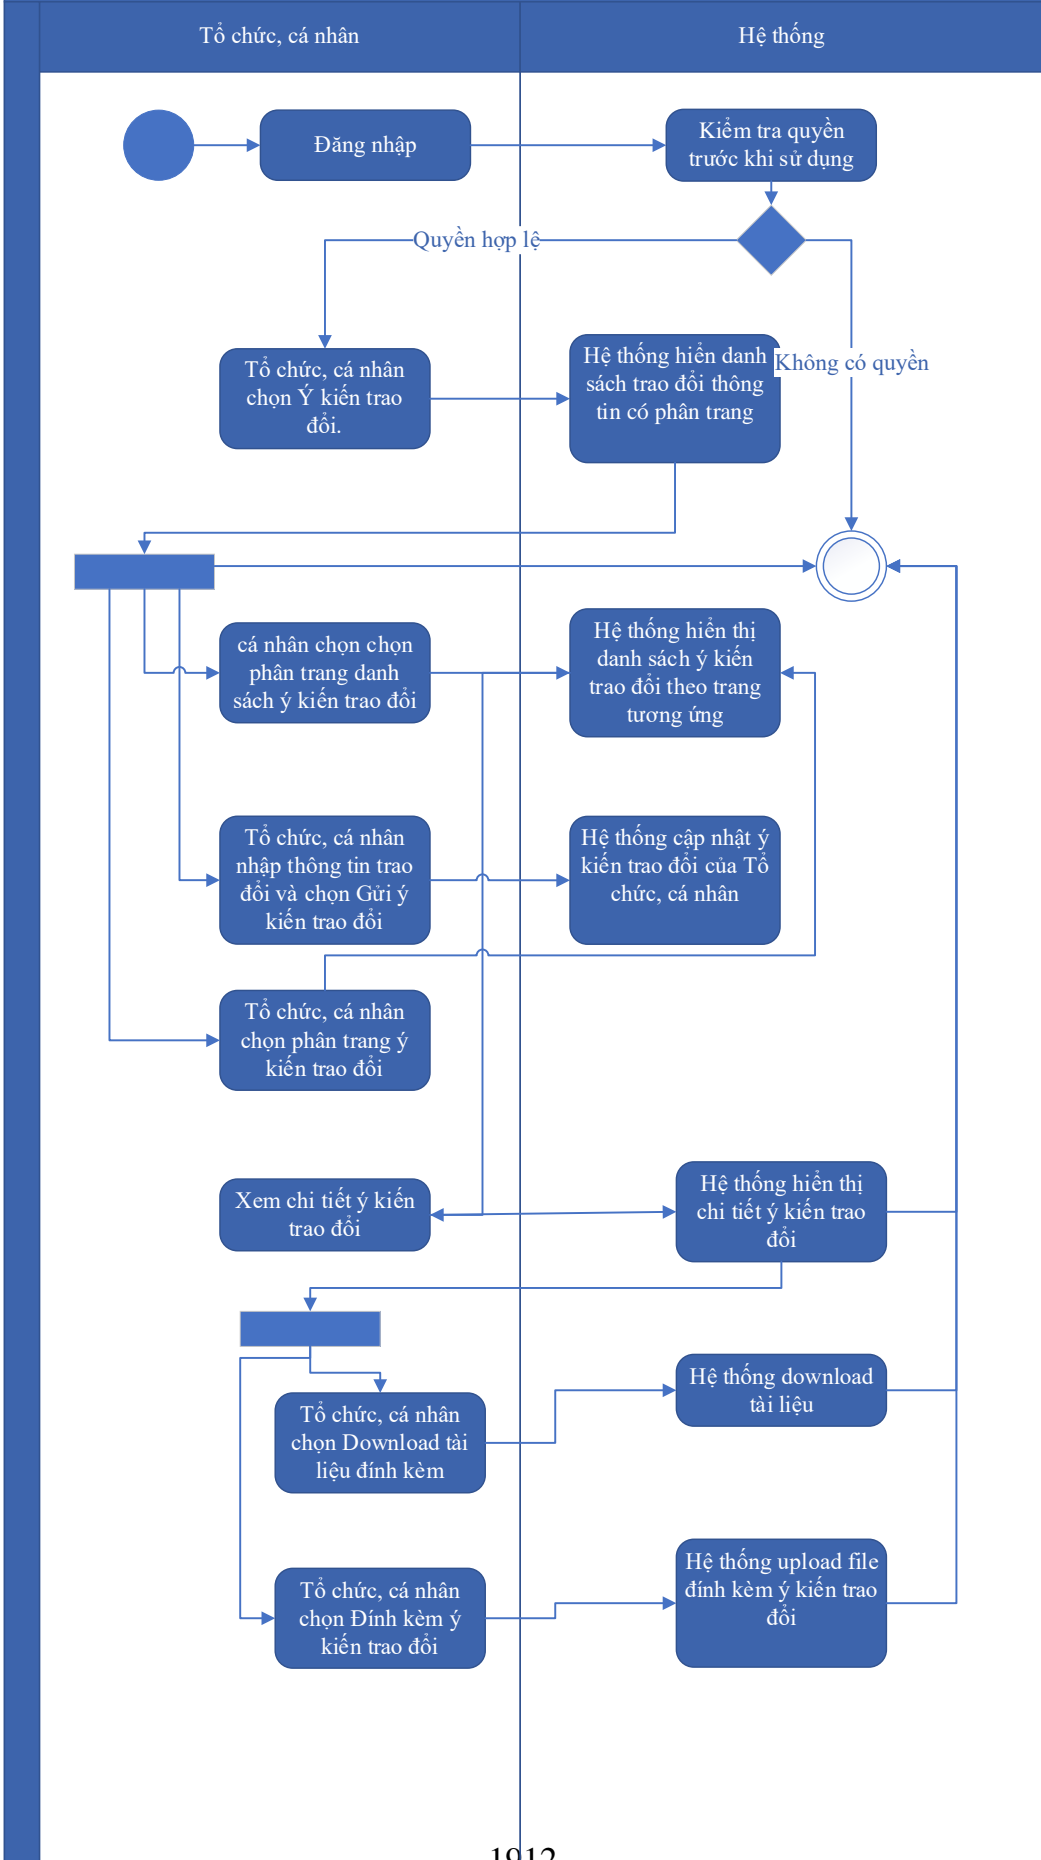 Tổ chức, cá nhân
Hệ thống
Đăng nhập
Kiểm tra quyền
trước khi sử dụng
Quyền hợp lệ
Không có quyền
Tổ chức, cá nhân
chọn Ý kiến trao
đổi.
Hệ thống hiển danh
sách trao đổi thông
tin có phân trang
cá nhân chọn chọn
phân trang danh
sách ý kiến trao đổi
Hệ thống hiển thị
danh sách ý kiến
trao đổi theo trang
tương ứng
Tổ chức, cá nhân
nhập thông tin trao
đổi và chọn Gửi ý
kiến trao đổi
Hệ thống cập nhật ý
kiến trao đổi của Tổ
chức, cá nhân
Tổ chức, cá nhân
chọn phân trang ý
kiến trao đổi
Xem chi tiết ý kiến
trao đổi
Hệ thống hiển thị
chi tiết ý kiến trao
đổi
Tổ chức, cá nhân
chọn Download tài
liệu đính kèm
Hệ thống download
tài liệu
Tổ chức, cá nhân
chọn Đính kèm ý
kiến trao đổi
Hệ thống upload file
đính kèm ý kiến trao
đổi
1912